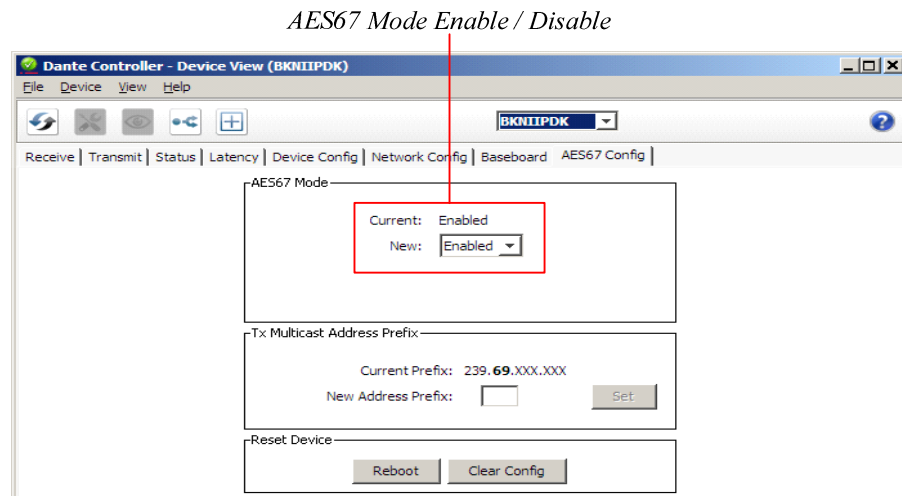 AES67 Mode Enable / Disable
Dante Controller - Device View (BKNIIPDK)
File Device View Help
BKNIIPDK
?
Receive Transmit Status Latency Device Config Network Config Baseboard AES67 Config
AES67 Mode
Current: Enabled
New: Enabled
Tx Multicast Address Prefix
Current Prefix: 239.69.XXX.XXX
New Address Prefix: Set
Reset Device
Reboot Clear Config